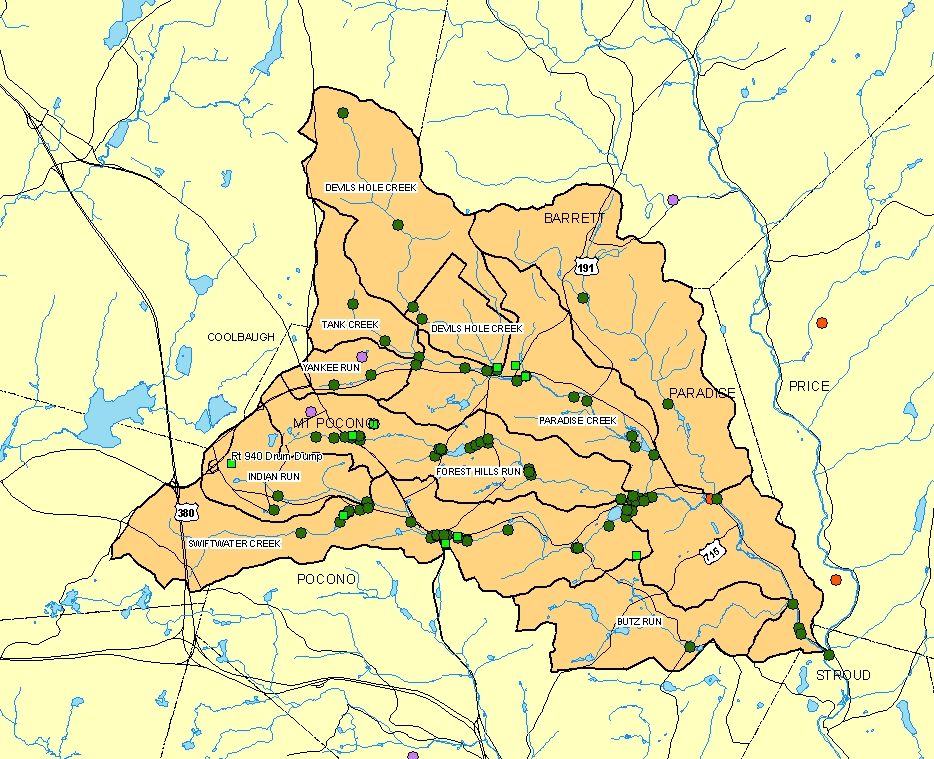 DEVILS HOLE CREEK
BARRETT
191
TANK CREEK
DEVILS HOLE CREEK
COOLBAUGH
YANKEE RUN
PARADISE
PRICE
MT POCONO
PARADISE CREEK
Rt 940 Drum Dump
INDIAN RUN
FOREST HILLS RUN
380
SWIFTWATER CREEK
715
POCONO
BUTZ RUN
STROUD